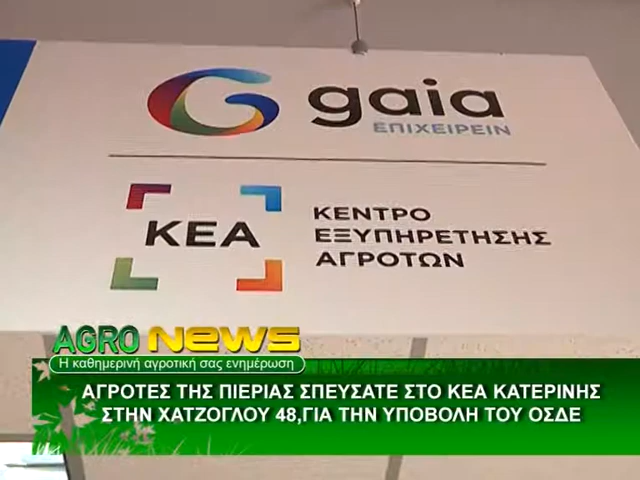 gaia
ΕΠΙΧΕΙΡΕΙΝ
ΚΕΑ
ΚΕΝΤΡΟ
ΕΞΥΠΗΡΕΤΗΣΗΣ
ΑΓΡΟΤΩΝ
AGRO NEWS
Η καθημερινή αγροτική σας ενημέρωση
ΑΓΡΟΤΕΣ ΤΗΣ ΠΙΕΡΙΑΣ ΣΠΕΥΣΑΤΕ ΣΤΟ ΚΕΑ ΚΑΤΕΡΙΝΗΣ
ΣΤΗΝ ΧΑΤΖΟΓΛΟΥ 48,ΓΙΑ ΤΗΝ ΥΠΟΒΟΛΗ ΤΟΥ ΟΣΔΕ